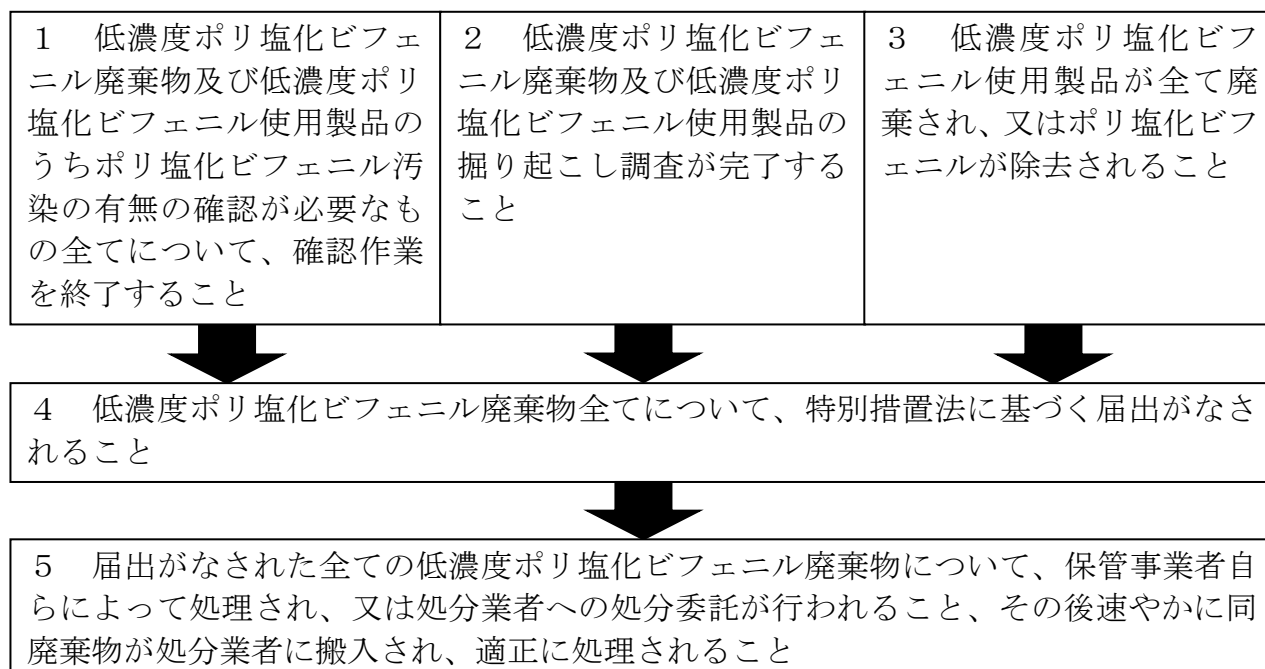 １　低濃度ポリ塩化ビフェ
ニル廃棄物及び低濃度ポリ
塩化ビフェニル使用製品の
うちポリ塩化ビフェニル汚
染の有無の確認が必要なも
の全てについて、確認作業
を終了すること
２　低濃度ポリ塩化ビフェ
ニル廃棄物及び低濃度ポリ
塩化ビフェニル使用製品の
掘り起こし調査が完了する
こと
３　低濃度ポリ塩化ビフ
ェニル使用製品が全て廃
棄され、又はポリ塩化ビフ
ェニルが除去されること
４　低濃度ポリ塩化ビフェニル廃棄物全てについて、特別措置法に基づく届出がなさ
れること
５　届出がなされた全ての低濃度ポリ塩化ビフェニル廃棄物について、保管事業者自
らによって処理され、又は処分業者への処分委託が行われること、その後速やかに同
廃棄物が処分業者に搬入され、適正に処理されること